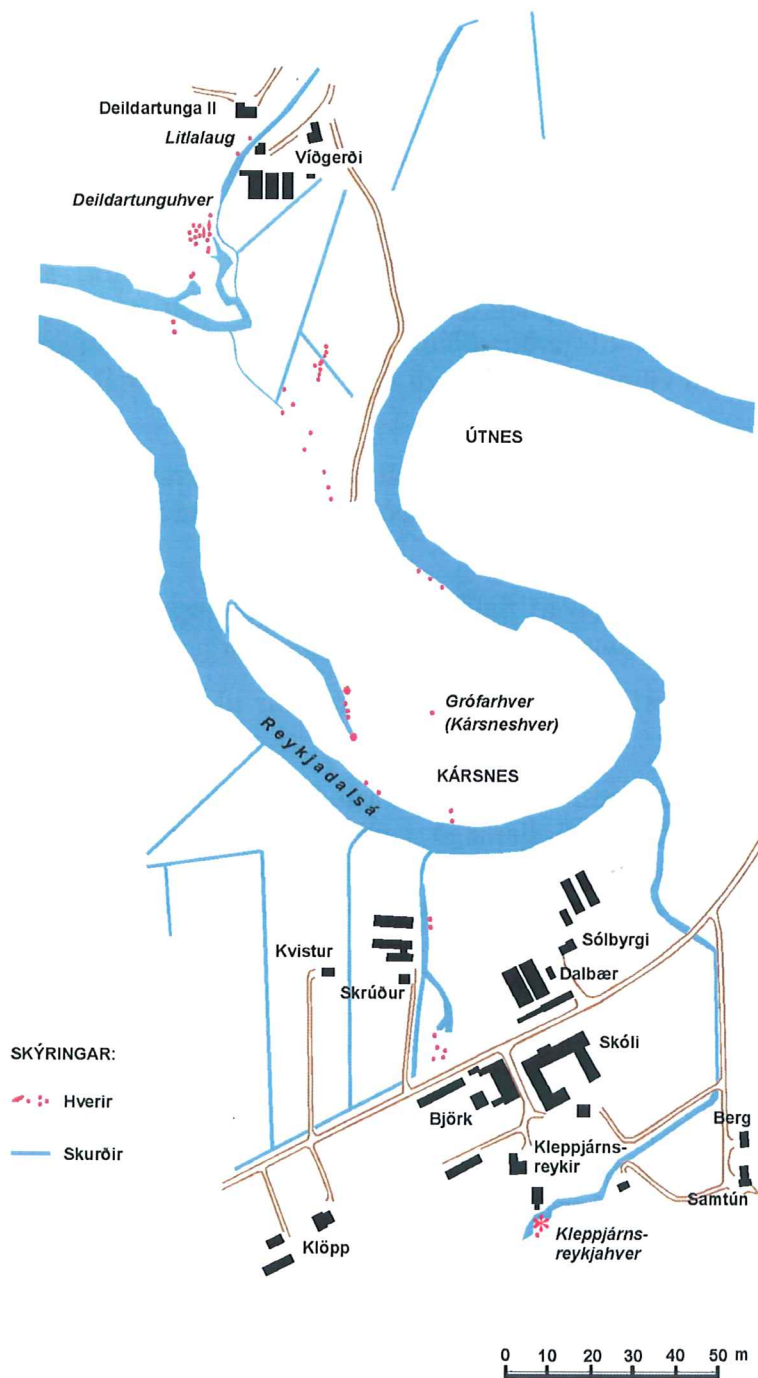 Deildartunga II
Litlalaug
Víðgerði
Deildartunguhver
ÚTNES
Grófarhver
(Kársneshver)
Reykjadalsá
KÁRSNES
Sólbyrgi
Kvistur
Dalbær
Skrúður
Skóli
SKÝRINGAR:
Hverir
Björk
Berg
Kleppjárns-
reykir
Skurðir
Samtún
Kleppjárns-
reykjahver
Klöpp
0 10 20 30 40 50 m